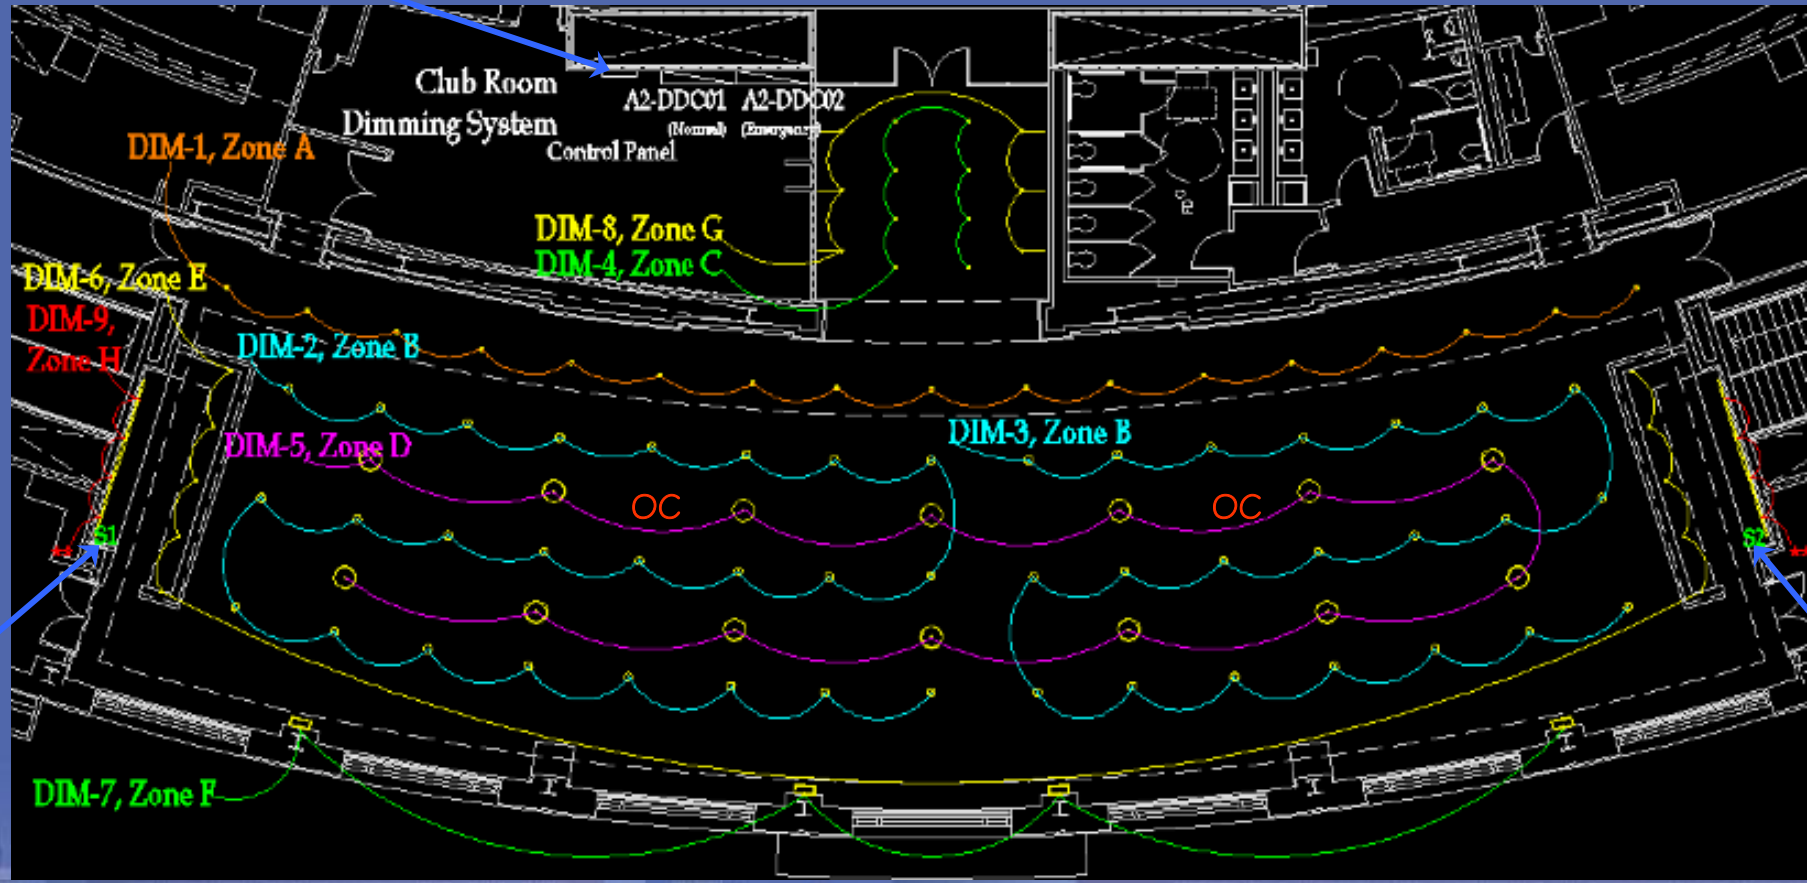 Club Room
Dimming System
A2-DDC01 A2-DDC02
(Normal) (Emergency)
Control Panel
DIM-1, Zone A
DIM-8, Zone G
DIM-4, Zone C
DIM-6, Zone E
DIM-9,
Zone H
DIM-2, Zone B
DIM-5, Zone D
DIM-3, Zone B
OC
OC
S1
S2
**
**
DIM-7, Zone F
FD